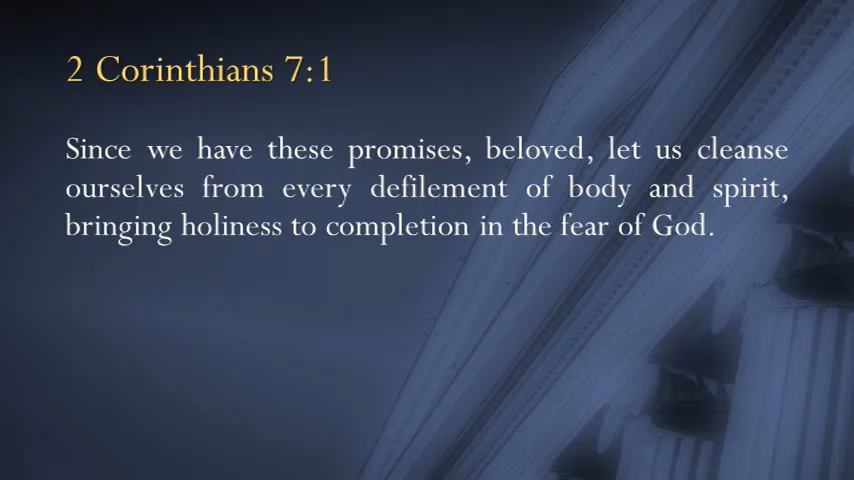 2 Corinthians 7:1
Since we have these promises, beloved, let us cleanse
ourselves from every defilement of body and spirit,
bringing holiness to completion in the fear of God.